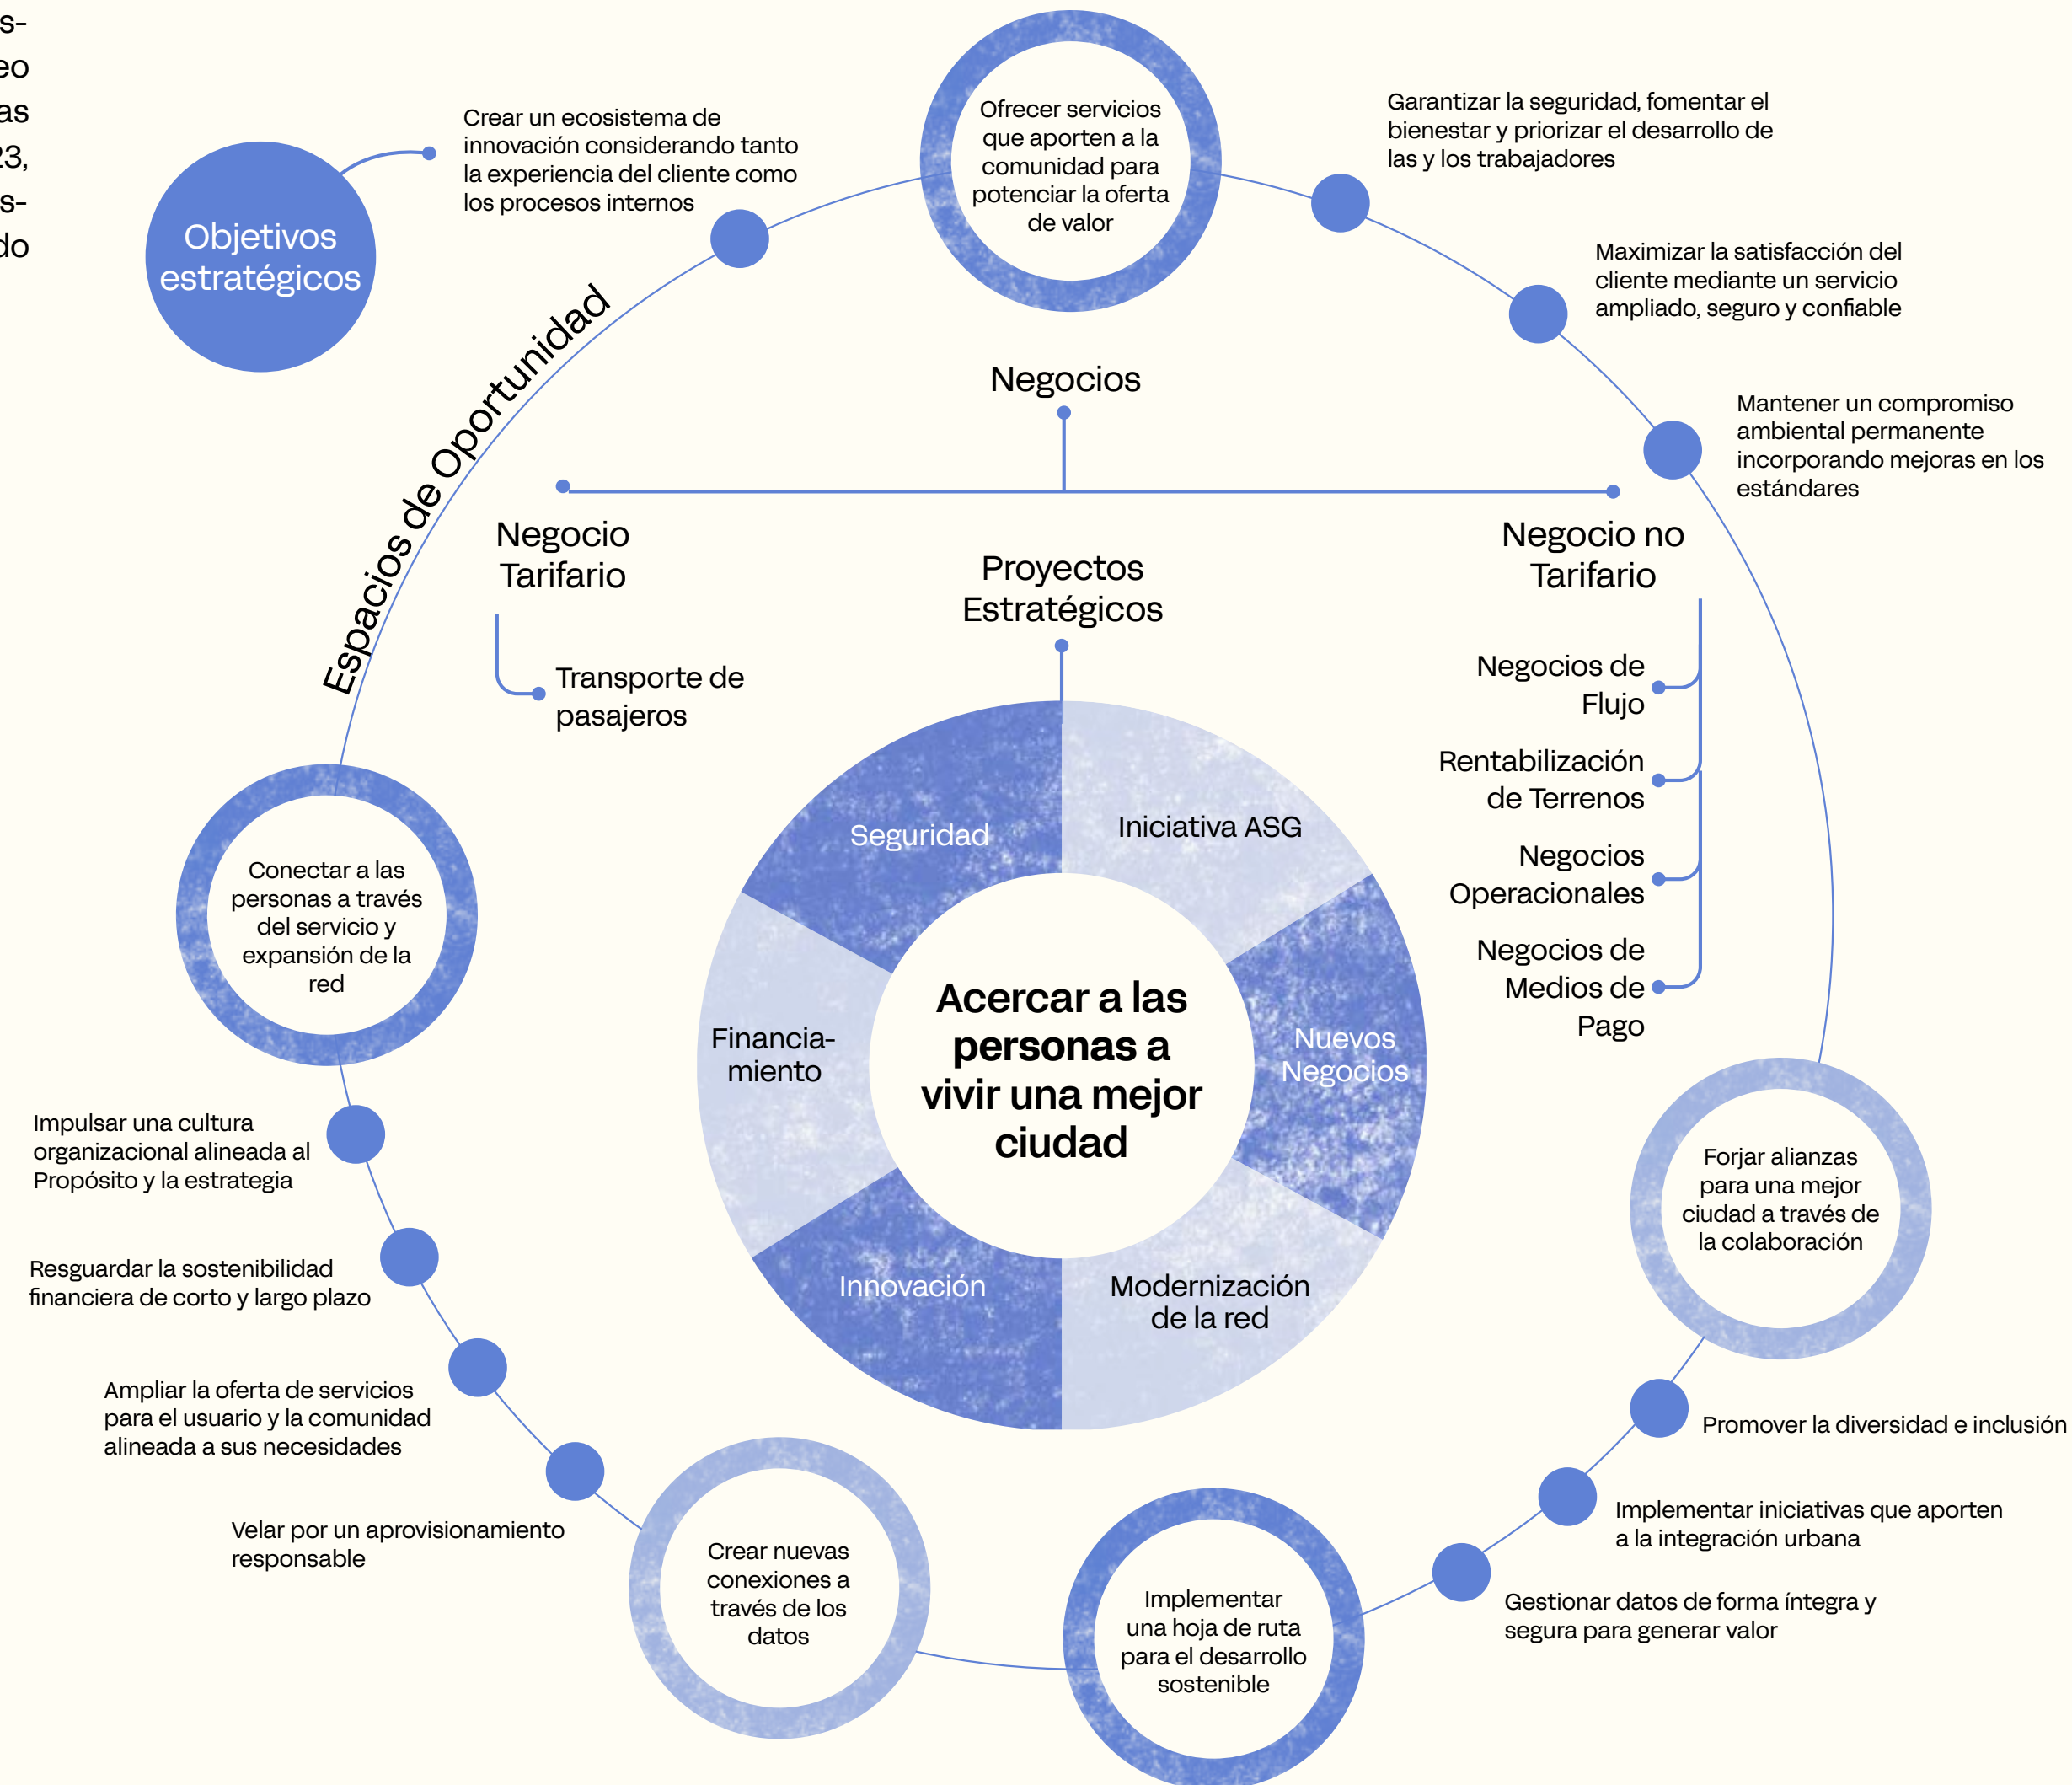 s-
eo
as
23,
s-
do
Objetivos
estratégicos
Crear un ecosistema de
innovación considerando tanto
la experiencia del cliente como
los procesos internos
Ofrecer servicios
que aporten a la
comunidad para
potenciar la oferta
de valor
Garantizar la seguridad, fomentar el
bienestar y priorizar el desarrollo de
las y los trabajadores
Maximizar la satisfacción del
cliente mediante un servicio
ampliado, seguro y confiable
Mantener un compromiso
ambiental permanente
incorporando mejoras en los
estándares
Espacios de Oportunidad
Negocios
Negocio
Tarifario
Transporte de
pasajeros
Proyectos
Estratégicos
Negocio no
Tarifario
Negocios de
Flujo
Rentabilización
de Terrenos
Negocios
Operacionales
Negocios de
Medios de
Pago
Seguridad
Iniciativa ASG
Financia-
miento
Nuevos
Negocios
Innovación
Modernización
de la red
Acercar a las
personas a
vivir una mejor
ciudad
Conectar a las
personas a través
del servicio y
expansión de la
red
Impulsar una cultura
organizacional alineada al
Propósito y la estrategia
Resguardar la sostenibilidad
financiera de corto y largo plazo
Ampliar la oferta de servicios
para el usuario y la comunidad
alineada a sus necesidades
Velar por un aprovisionamiento
responsable
Crear nuevas
conexiones a
través de los
datos
Implementar
una hoja de ruta
para el desarrollo
sostenible
Forjar alianzas
para una mejor
ciudad a través de
la colaboración
Promover la diversidad e inclusión
Implementar iniciativas que aporten
a la integración urbana
Gestionar datos de forma íntegra y
segura para generar valor